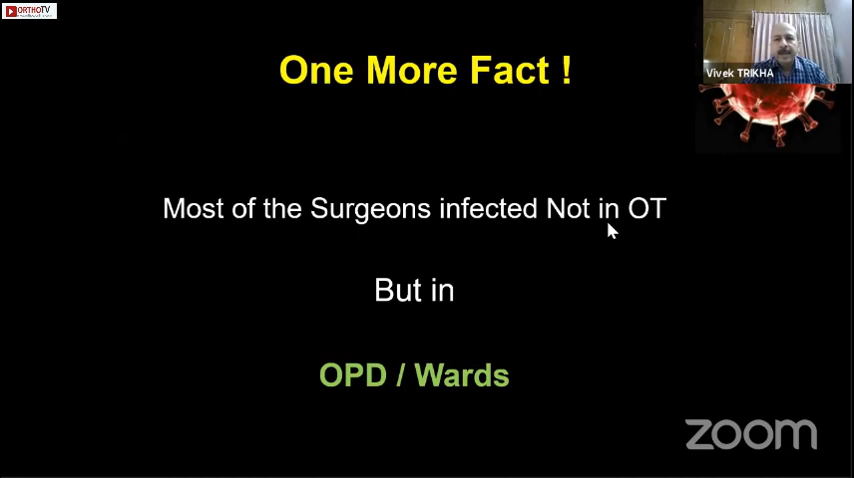 ORTHOTV
One More Fact !
Vivek TRIKHA
Most of the Surgeons infected Not in OT
But in
OPD / Wards
zoom